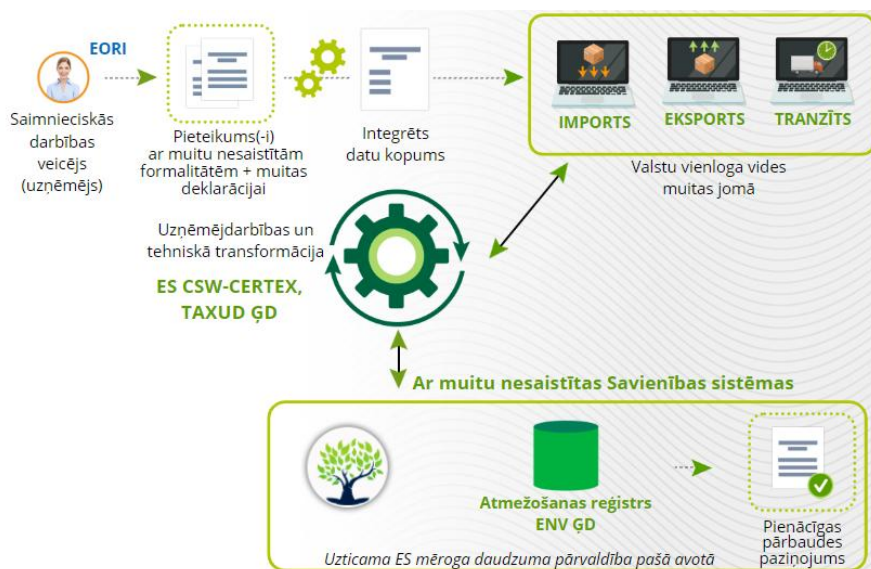 EORI
Saimnieciskās
darbības
veicējs
(uzņēmējs)
Pieteikums(-i)
ar muitu nesaistītām
formalitātēm + muitas
deklarācijai
Integrēts
datu kopums
IMPORTS
EKSPORTS
TRANZĪTS
Valstu vienloga vides
muitas jomā
Uzņēmējdarbības un
tehniskā transformācija
ES CSW-CERTEX,
TAXUD ĢD
Ar muitu nesaistītas Savienības sistēmas
Atmežošanas reģistrs
ENV ĢD
Pienācīgas
pārbaudes
paziņojums
Uzticama ES mēroga daudzuma pārvaldība pašā avotā